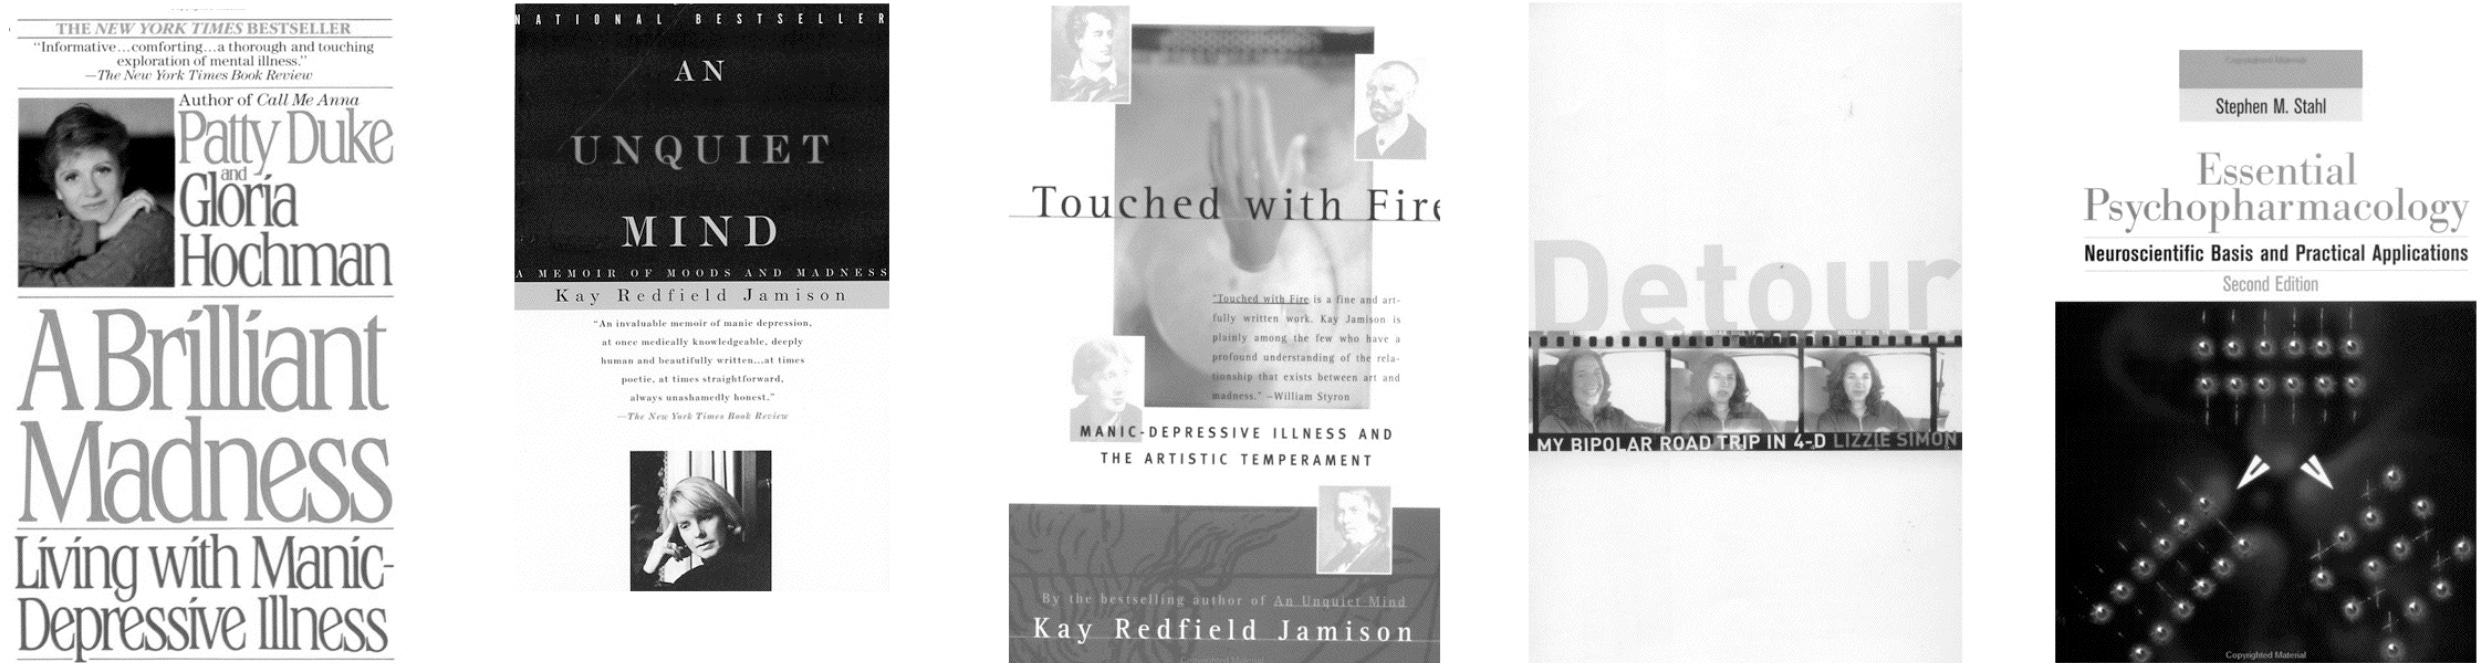 THE NEW YORK TIMES BESTSELLER
“Informative...comforting...a thorough and touching
exploration of mental illness.”
—The New York Times Book Review
Author of Call Me Anna
Patty Duke
and
Gloria
Hochman
A Brilliant
Madness
Living with Manic-
Depressive Illness
NATIONAL BESTSELLER
AN
UNQUIET
MIND
A MEMOIR OF MOODS AND MADNESS
Kay Redfield Jamison
“An invaluable memoir of manic depression,
at once medically knowledgeable, deeply
human and beautifully written...at times
poetic, at times straightforward,
always unashamedly honest.”
—The New York Times Book Review
Touched with Fire
"Touched with Fire is a fine and art-
fully written work. Kay Jamison is
plainly among the few who have a
profound understanding of the rela-
tionship that exists between art and
madness." —William Styron
MANIC-DEPRESSIVE ILLNESS AND
THE ARTISTIC TEMPERAMENT
By the bestselling author of An Unquiet Mind
Kay Redfield Jamison
Detour
MY BIPOLAR ROAD TRIP IN 4-D LIZZIE SIMON
Copyrighted Material
Stephen M. Stahl
Essential
Psychopharmacology
Neuroscientific Basis and Practical Applications
Second Edition
Copyrighted Material